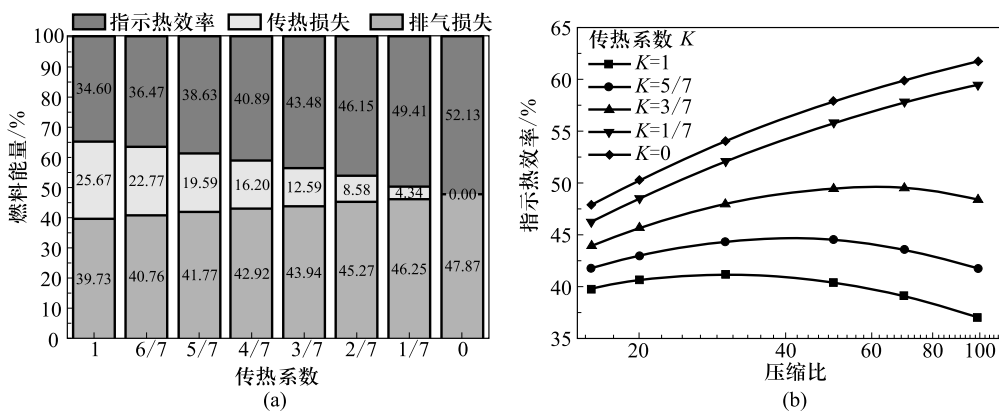 指示热效率 传热损失 排气损失
100
90
80
70
60
50
40
30
20
10
0
燃料能量/%
34.60 36.47 38.63 40.89 43.48 46.15 49.41 52.13
25.67 22.77 19.59 16.20 12.59 8.58 4.34 0.00
39.73 40.76 41.77 42.92 43.94 45.27 46.25 47.87
1 6/7 5/7 4/7 3/7 2/7 1/7 0
传热系数
(a)
65
60
55
50
45
40
35
指示热效率/%
传热系数 K
K=1
K=5/7
K=3/7
K=1/7
K=0
20 40 60 80 100
压缩比
(b)